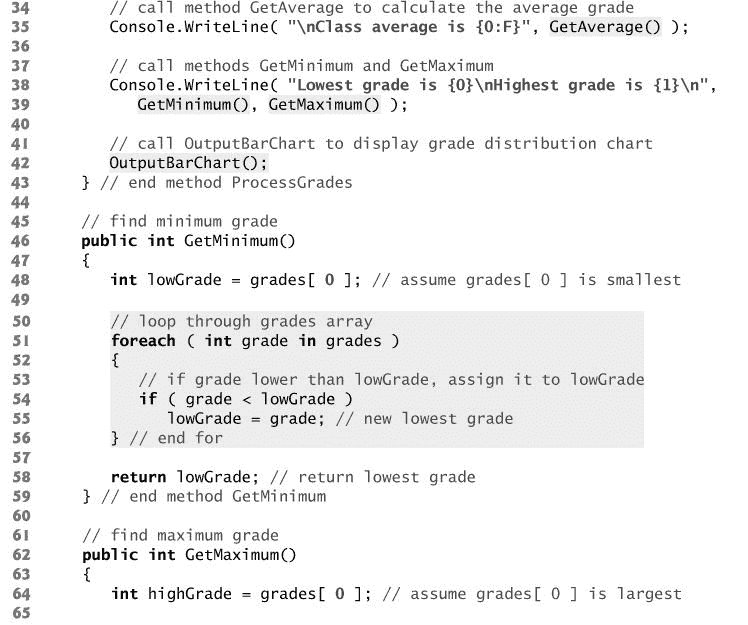 34 // call method GetAverage to calculate the average grade
35 Console.WriteLine( "\nClass average is {0:F}", GetAverage() );
36
37 // call methods GetMinimum and GetMaximum
38 Console.WriteLine( "Lowest grade is {0}\nHighest grade is {1}\n",
39 GetMinimum(), GetMaximum() );
40
41 // call OutputBarChart to display grade distribution chart
42 OutputBarChart();
43 } // end method ProcessGrades
44
45 // find minimum grade
46 public int GetMinimum()
47 {
48 int lowGrade = grades[ 0 ]; // assume grades[ 0 ] is smallest
49
50 // loop through grades array
51 foreach ( int grade in grades )
52 {
53 // if grade lower than lowGrade, assign it to lowGrade
54 if ( grade < lowGrade )
55 lowGrade = grade; // new lowest grade
56 } // end for
57
58 return lowGrade; // return lowest grade
59 } // end method GetMinimum
60
61 // find maximum grade
62 public int GetMaximum()
63 {
64 int highGrade = grades[ 0 ]; // assume grades[ 0 ] is largest
65